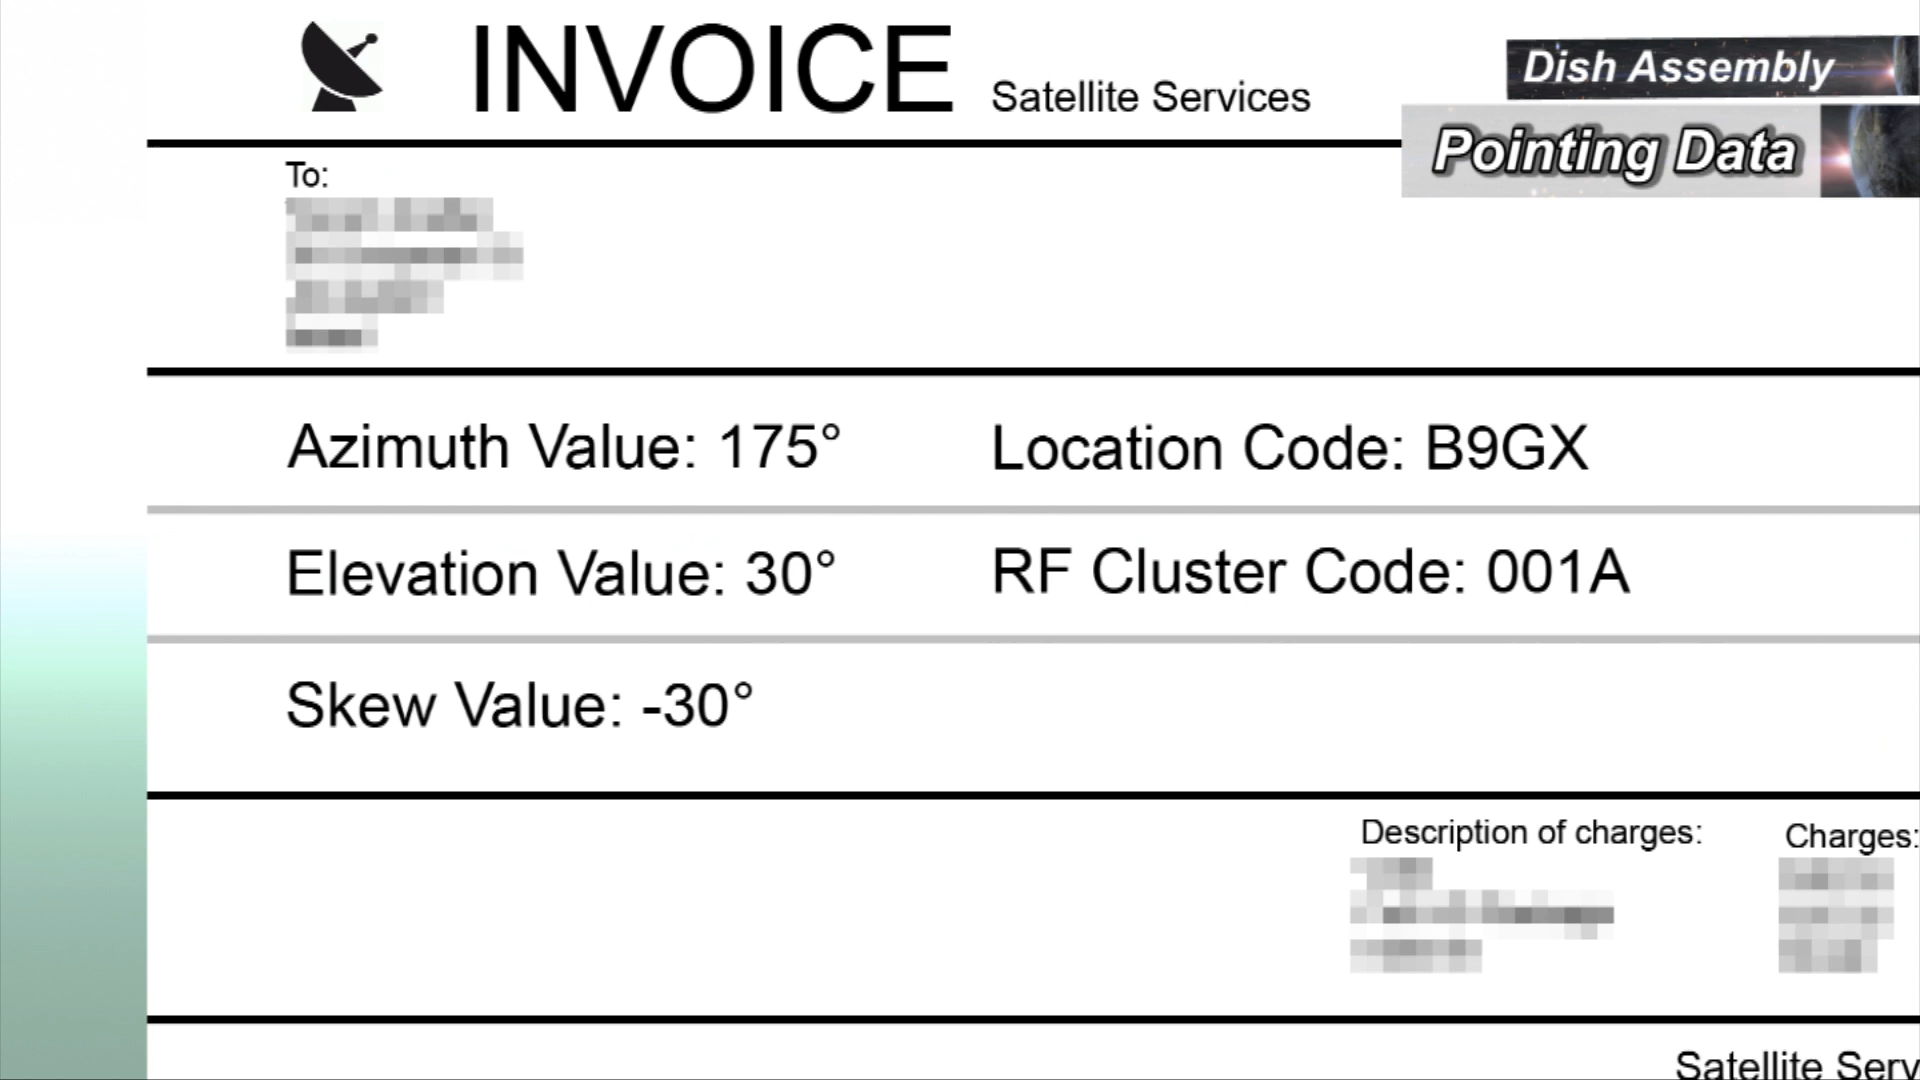 INVOICE Satellite Services
Dish Assembly
Pointing Data
To:
Azimuth Value: 175° Location Code: B9GX
Elevation Value: 30° RF Cluster Code: 001A
Skew Value: -30°
Description of charges: Charges:
Satellite